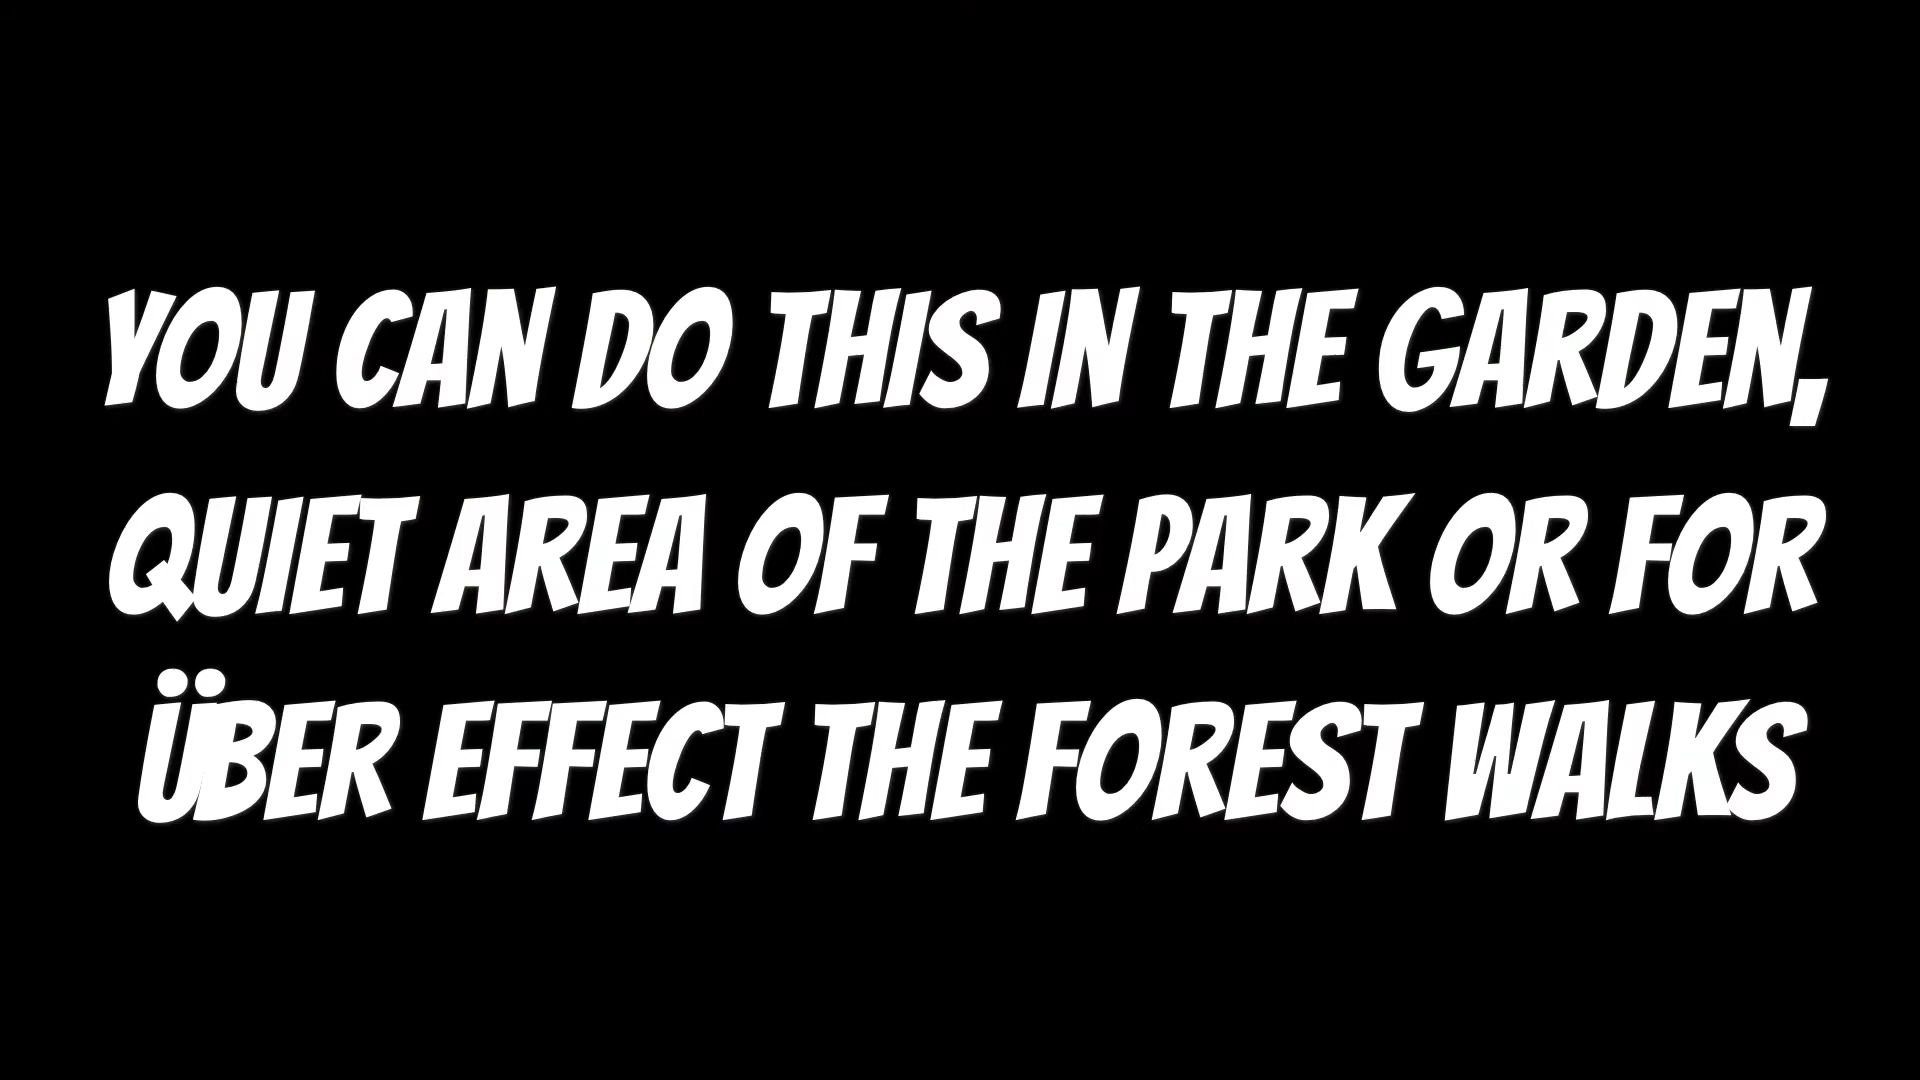 YOU CAN DO THIS IN THE GARDEN,
QUIET AREA OF THE PARK OR FOR
ÜBER EFFECT THE FOREST WALKS